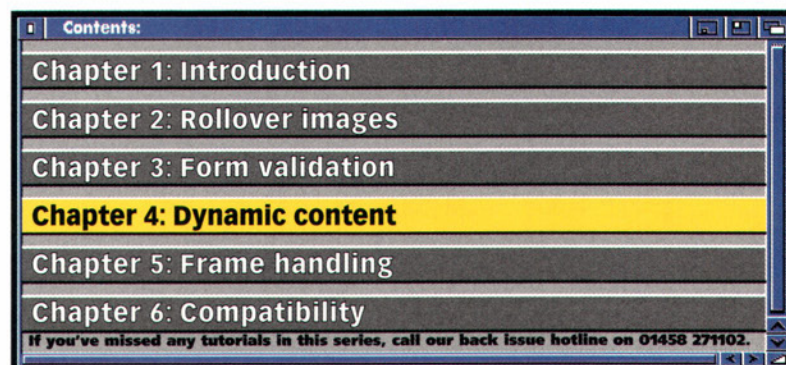 Contents:
Chapter 1: Introduction
Chapter 2: Rollover images
Chapter 3: Form validation
Chapter 4: Dynamic content
Chapter 5: Frame handling
Chapter 6: Compatibility
If you've missed any tutorials in this series, call our back issue hotline on 01458 271102.